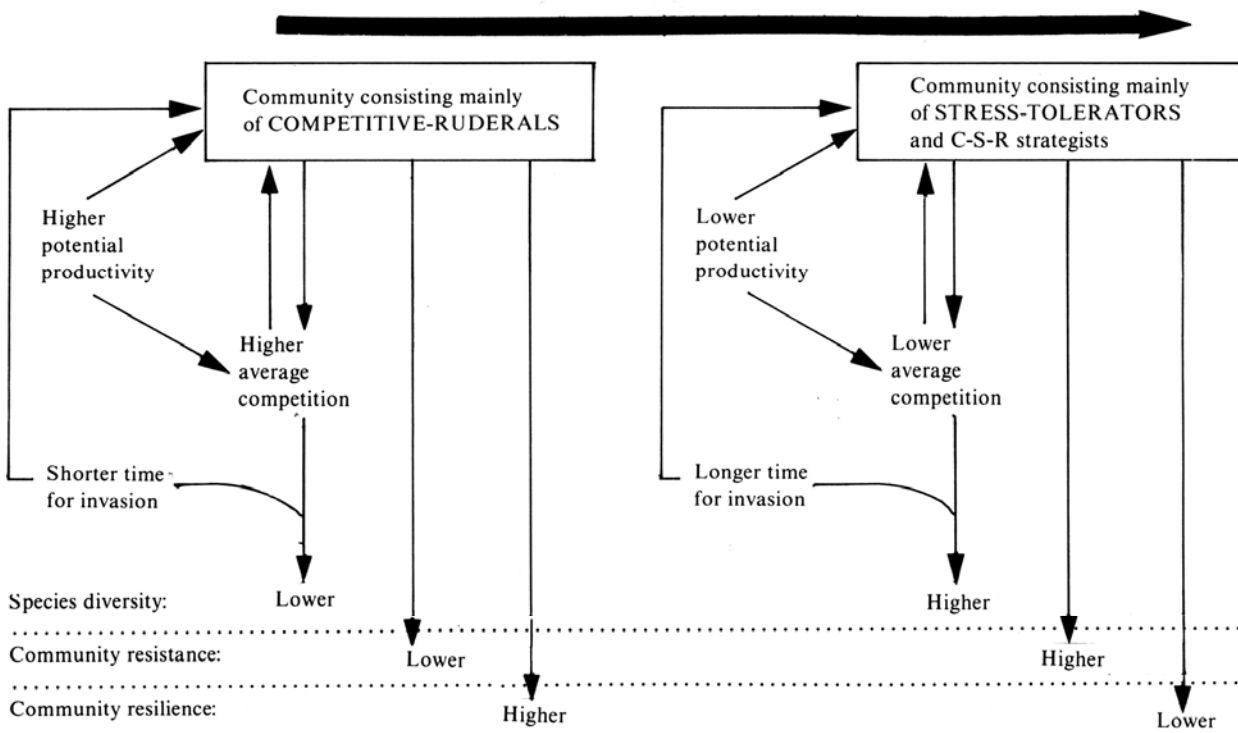 Community consisting mainly
of COMPETITIVE-RUDERALS
Community consisting mainly
of STRESS-TOLERATORS
and C-S-R strategists
Higher
potential
productivity
Lower
potential
productivity
Higher
average
competition
Lower
average
competition
Shorter time
for invasion
Longer time
for invasion
Species diversity: Lower Higher
Community resistance: Lower Higher
Community resilience: Higher Lower